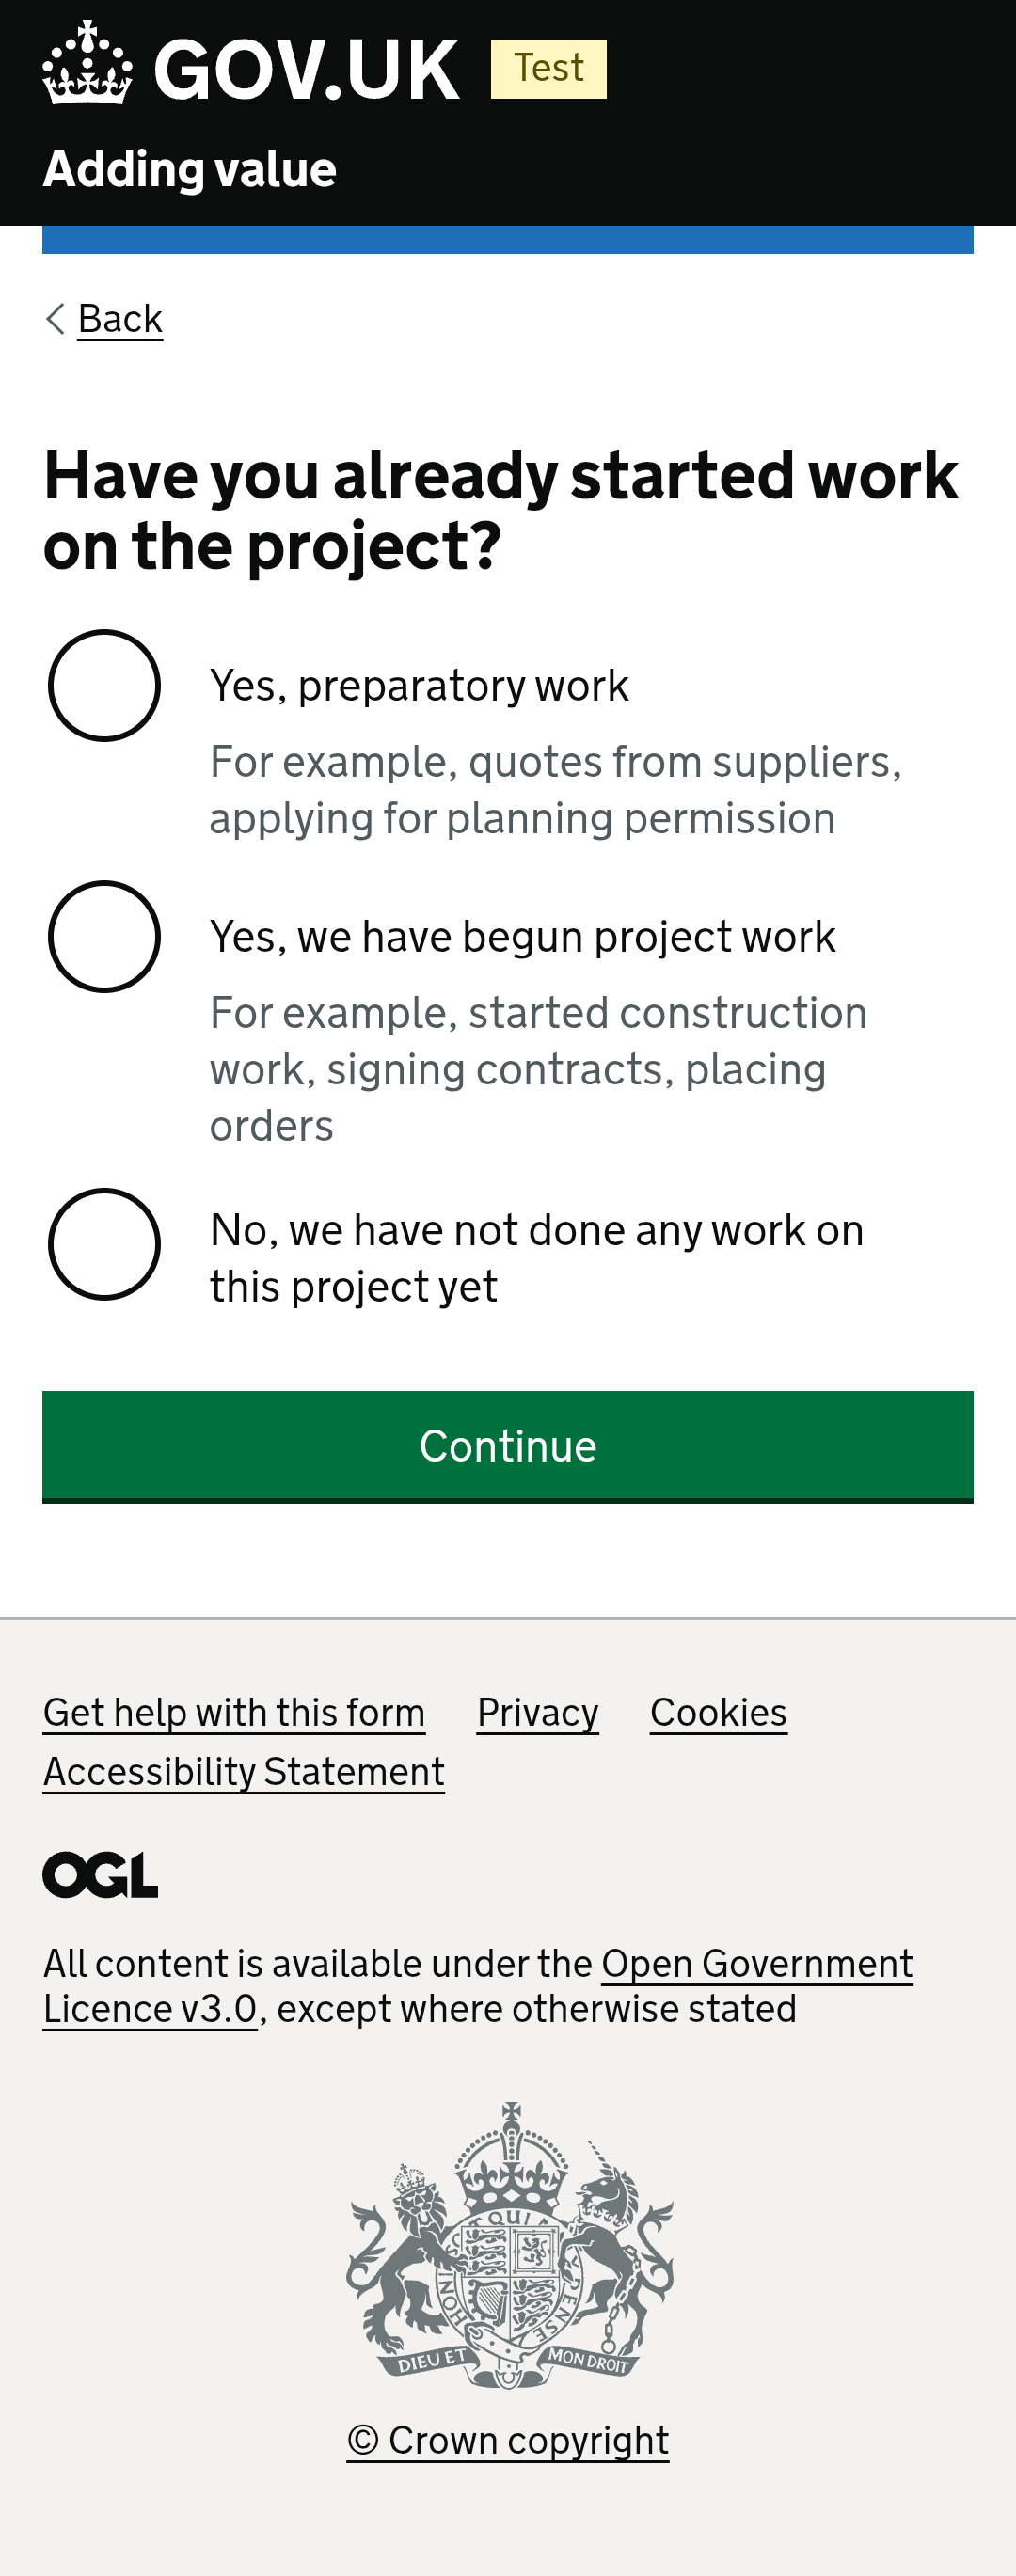 GOV.UK Test
Adding value
Back
Have you already started work
on the project?
Yes, preparatory work
For example, quotes from suppliers,
applying for planning permission
Yes, we have begun project work
For example, started construction
work, signing contracts, placing
orders
No, we have not done any work on
this project yet
Continue
Get help with this form Privacy Cookies
Accessibility Statement
OGL
All content is available under the Open Government
Licence v3.0, except where otherwise stated
QUI
HONI
PENSE
DIEU ET MON DROIT
© Crown copyright